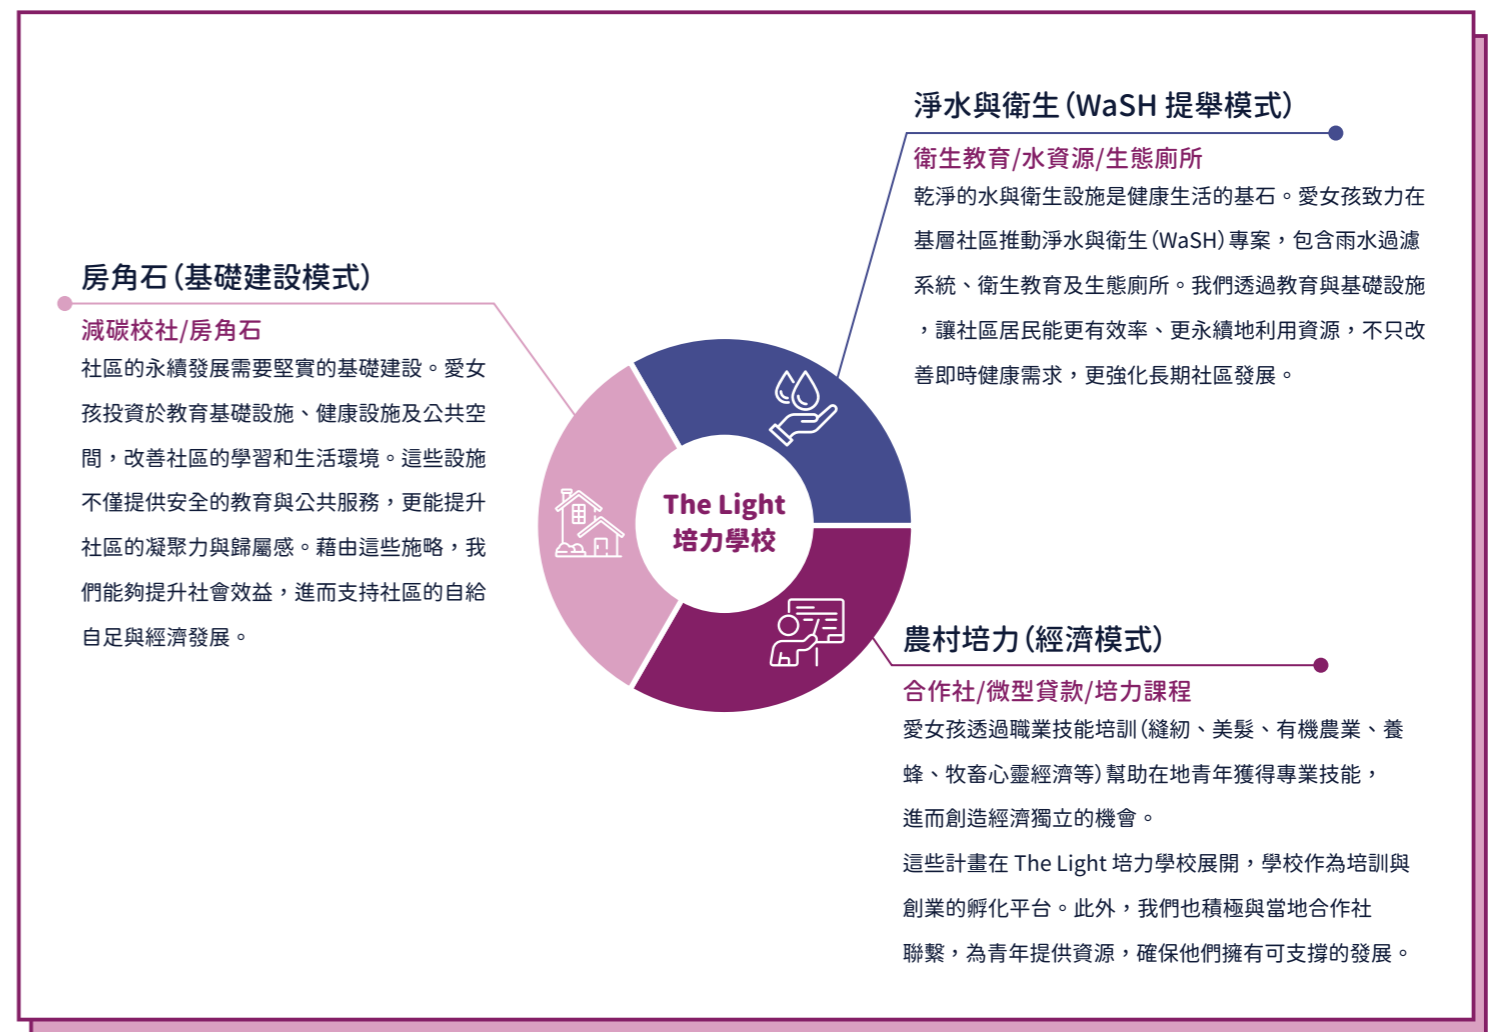 淨水與衛生（WaSH 提舉模式）
衛生教育/水資源/生態廁所
乾淨的水與衛生設施是健康生活的基石。愛女孩致力在
基層社區推動淨水與衛生（WaSH）專案，包含雨水過濾
系統、衛生教育及生態廁所。我們透過教育與基礎設施
，讓社區居民能更有效率、更永續地利用資源，不只改
善即時健康需求，更強化長期社區發展。
房角石（基礎建設模式）
減碳校社/房角石
社區的永續發展需要堅實的基礎建設。愛女
孩投資於教育基礎設施、健康設施及公共空
間，改善社區的學習和生活環境。這些設施
不僅提供安全的教育與公共服務，更能提升
社區的凝聚力與歸屬感。藉由這些施略，我
們能夠提升社會效益，進而支持社區的自給
自足與經濟發展。
The Light
培力學校
農村培力（經濟模式）
合作社/微型貸款/培力課程
愛女孩透過職業技能培訓（縫紉、美髮、有機農業、養
蜂、牧畜心靈經濟等）幫助在地青年獲得專業技能，
進而創造經濟獨立的機會。
這些計畫在 The Light 培力學校展開，學校作為培訓與
創業的孵化平台。此外，我們也積極與當地合作社
聯繫，為青年提供資源，確保他們擁有可支撐的發展。